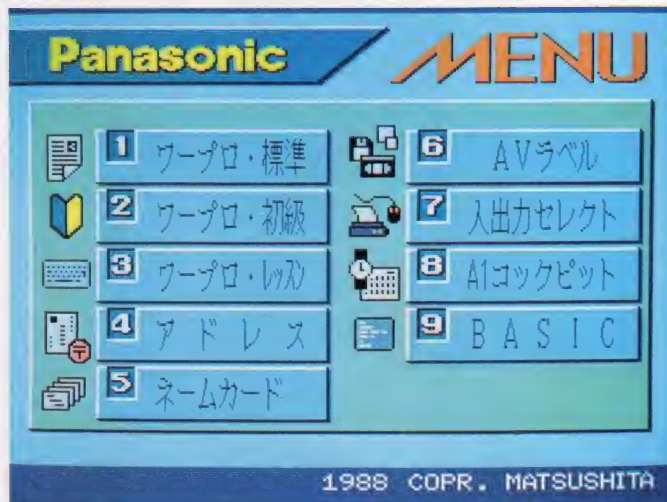 Panasonic MENU
1 ワープロ・標準
2 ワープロ・初級
3 ワープロ・レッスン
4 アドレス
5 ネームカード
6 AVラベル
7 入出力セレクト
8 A1コックピット
9 BASIC
〒
1988 COPR. MATSUSHITA